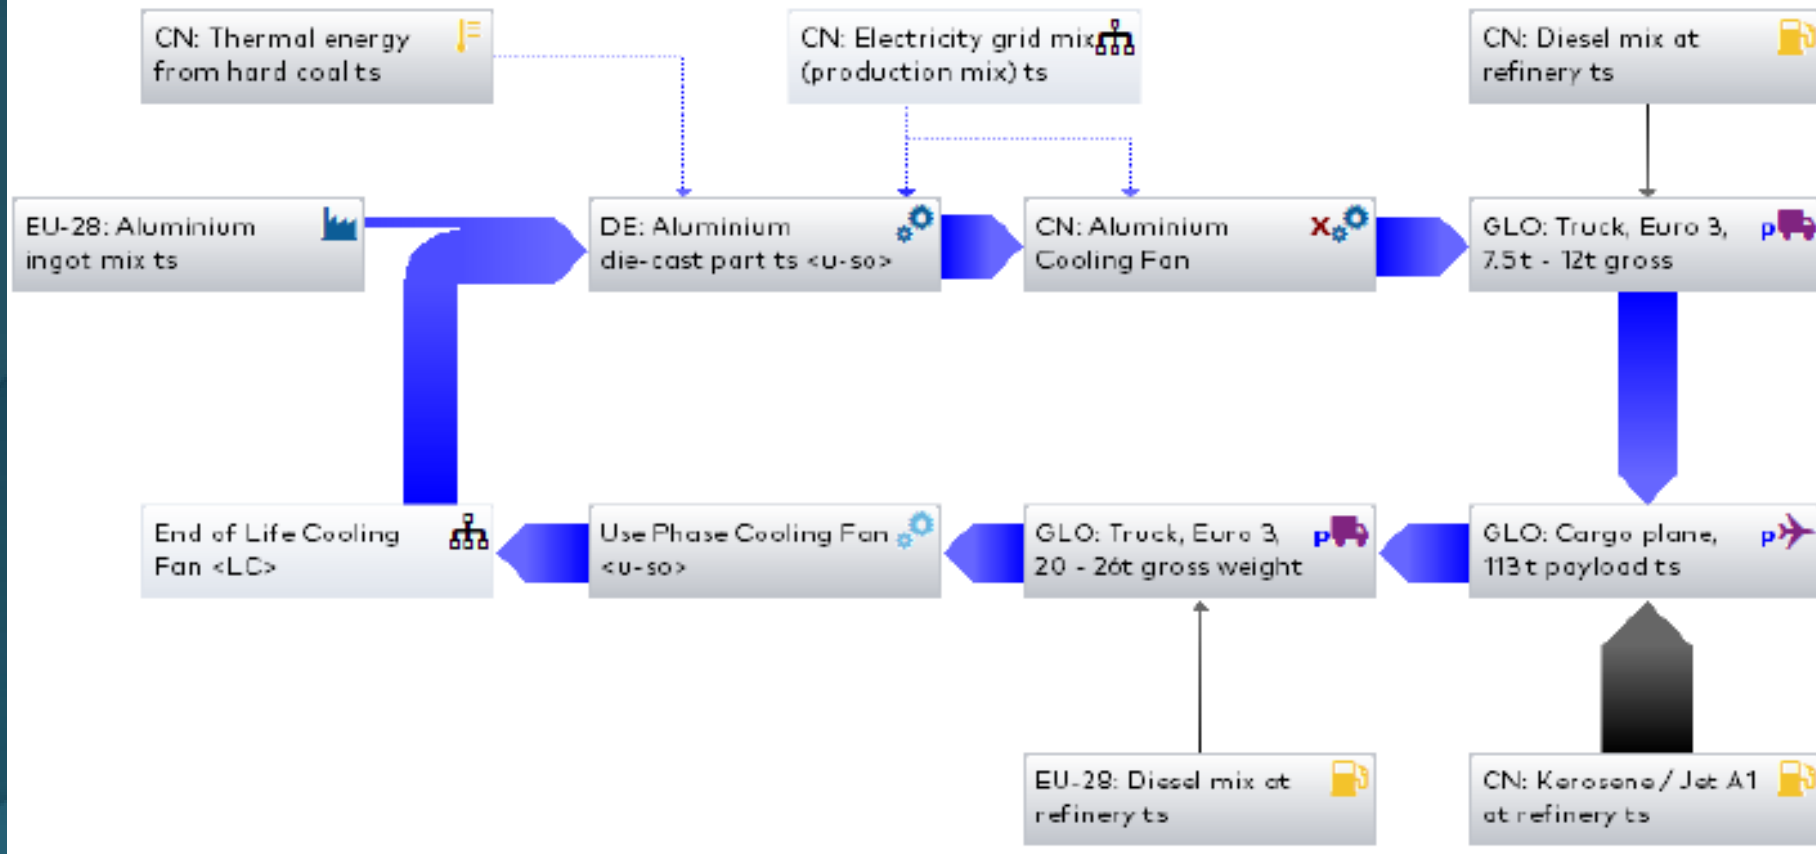 CN: Thermal energy
from hard coal ts
CN: Electricity grid mix
(production mix) ts
CN: Diesel mix at
refinery ts
EU-28: Aluminium
ingot mix ts
DE: Aluminium
die-cast part ts <u-so>
CN: Aluminium
Cooling Fan
X
GLO: Truck, Euro 3,
7.5t - 12t gross
p
End of Life Cooling
Fan <LC>
Use Phase Cooling Fan
<u-so>
GLO: Truck, Euro 3,
20 - 26t gross weight
p
GLO: Cargo plane,
113t payload ts
p
EU-28: Diesel mix at
refinery ts
CN: Kerosene / Jet A1
at refinery ts